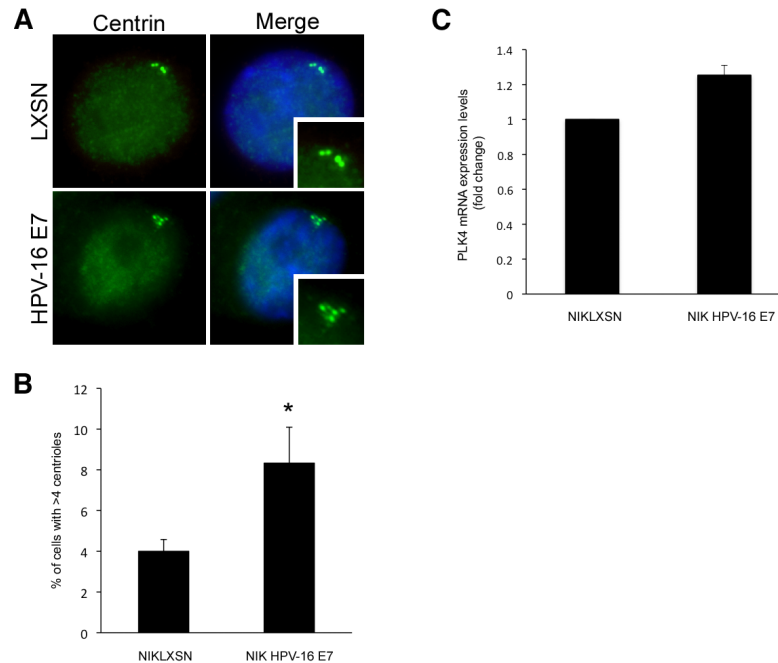 A
Centrin
Merge
LXSN
HPV-16 E7
B
% of cells with >4 centrioles
12
10
8
6
4
2
0
*
NIKLXSN
NIK HPV-16 E7
C
PLK4 mRNA expression levels
(fold change)
1.4
1.2
1
0.8
0.6
0.4
0.2
0
NIKLXSN
NIK HPV-16 E7